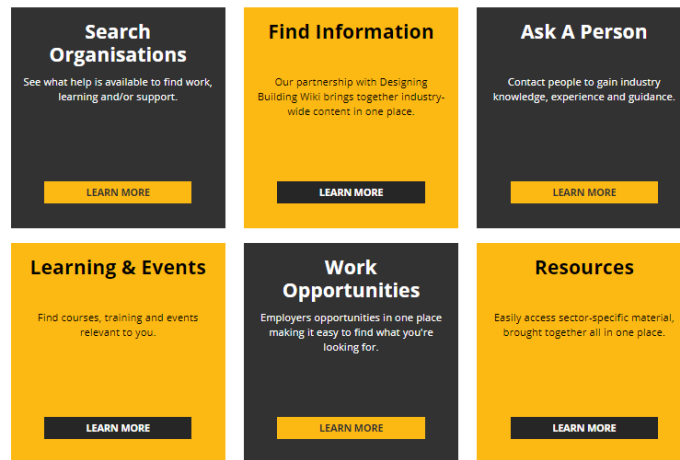 Search
Organisations
See what help is available to find work,
learning and/or support.
LEARN MORE
Find Information
Our partnership with Designing
Building Wiki brings together industry-
wide content in one place.
LEARN MORE
Ask A Person
Contact people to gain industry
knowledge, experience and guidance.
LEARN MORE
Learning & Events
Find courses, training and events
relevant to you.
LEARN MORE
Work
Opportunities
Employers opportunities in one place
making it easy to find what you're
looking for.
LEARN MORE
Resources
Easily access sector-specific material,
brought together all in one place.
LEARN MORE